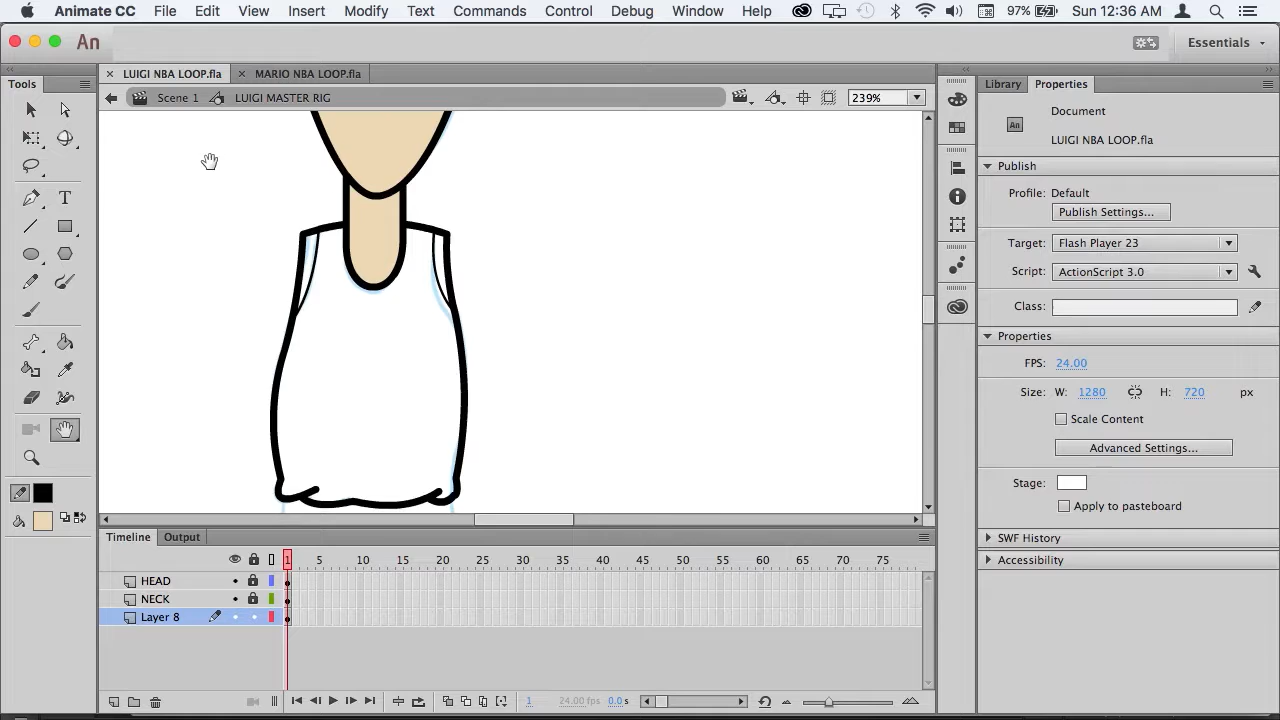 Animate CC File Edit View Insert Modify Text Commands Control Debug Window Help 97% Sun 12:36 AM
An Essentials
Tools LUIGI NBA LOOP.fla MARIO NBA LOOP.fla Library Properties
Scene 1 LUIGI MASTER RIG 239%
Document
An LUIGI NBA LOOP.fla
Publish
Profile: Default
Publish Settings...
Target: Flash Player 23
Script: ActionScript 3.0
Class:
Properties
FPS: 24.00
Size: W: 1280 H: 720 px
Scale Content
Advanced Settings...
Stage:
Apply to pasteboard
SWF History
Accessibility
T
Timeline Output
1 5 10 15 20 25 30 35 40 45 50 55 60 65 70 75
HEAD
NECK
Layer 8
1 24.00 fps 0.0 s